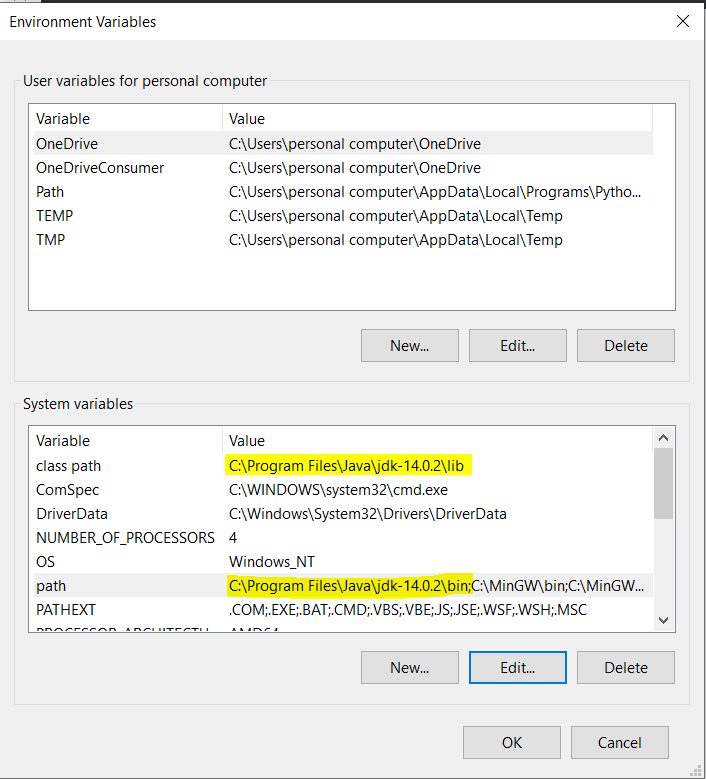 Environment Variables
User variables for personal computer
Variable Value
OneDrive C:\Users\personal computer\OneDrive
OneDriveConsumer C:\Users\personal computer\OneDrive
Path C:\Users\personal computer\AppData\Local\Programs\Pytho...
TEMP C:\Users\personal computer\AppData\Local\Temp
TMP C:\Users\personal computer\AppData\Local\Temp
New... Edit... Delete
System variables
Variable Value
class path C:\Program Files\Java\jdk-14.0.2\lib
ComSpec C:\WINDOWS\system32\cmd.exe
DriverData C:\Windows\System32\Drivers\DriverData
NUMBER_OF_PROCESSORS 4
OS Windows_NT
path C:\Program Files\Java\jdk-14.0.2\bin;C:\MinGW\bin;C:\MinGW...
PATHEXT .COM;.EXE;.BAT;.CMD;.VBS;.VBE;.JS;.JSE;.WSF;.WSH;.MSC
New... Edit... Delete
OK Cancel